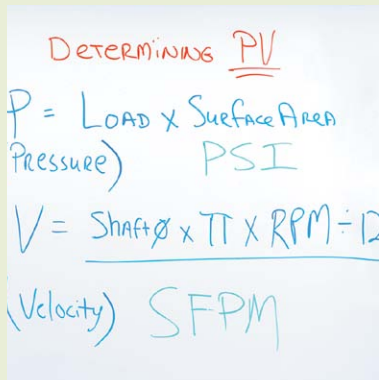 DETERMINING PV
P = LOAD x Surface AREA
Pressure) PSI
V = Shaft Ø x π x RPM ÷ 12
(Velocity) SFPM